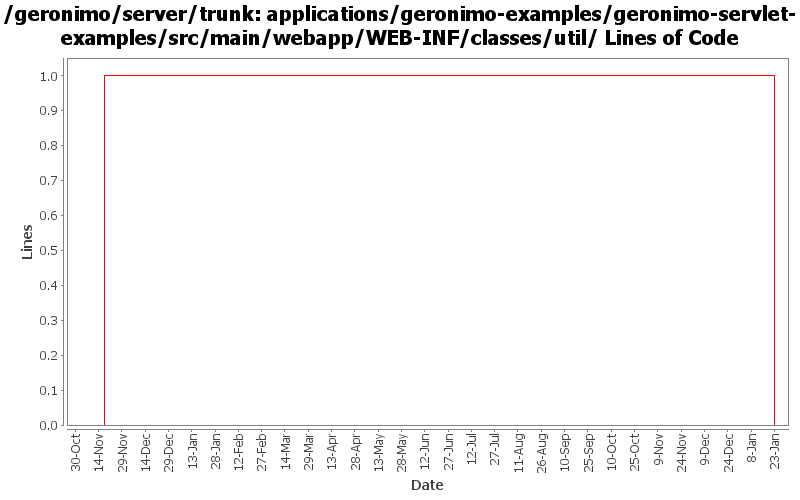 /geronimo/server/trunk: applications/geronimo-examples/geronimo-servlet-
examples/src/main/webapp/WEB-INF/classes/util/ Lines of Code
1.0
0.9
0.8
0.7
0.6
0.5
0.4
0.3
0.2
0.1
0.0
Lines
30-Oct
14-Nov
29-Nov
14-Dec
29-Dec
13-Jan
28-Jan
12-Feb
27-Feb
14-Mar
29-Mar
13-Apr
28-Apr
13-May
28-May
12-Jun
27-Jun
12-Jul
27-Jul
11-Aug
26-Aug
10-Sep
25-Sep
10-Oct
25-Oct
9-Nov
24-Nov
9-Dec
24-Dec
8-Jan
23-Jan
Date